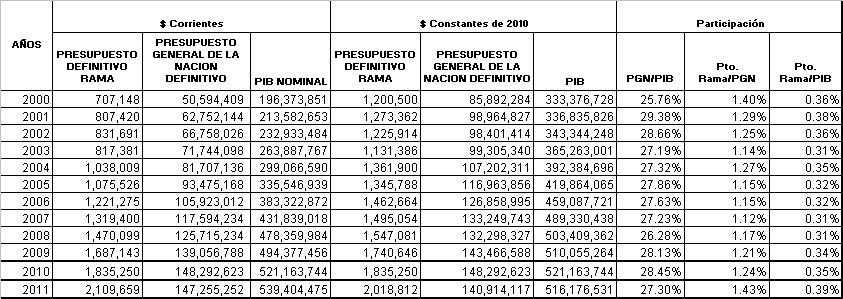 $ Corrientes $ Constantes de 2010 Participación
AÑOS PRESUPUESTO DEFINITIVO RAMA PRESUPUESTO GENERAL DE LA NACION DEFINITIVO PIB NOMINAL PRESUPUESTO DEFINITIVO RAMA PRESUPUESTO GENERAL DE LA NACION DEFINITIVO PIB PGN/PIB Pto. Rama/PGN Pto. Rama/PIB
2000 707,148 50,594,409 196,373,851 1,200,500 85,892,284 333,376,728 25.76% 1.40% 0.36%
2001 807,420 62,752,144 213,582,653 1,273,362 98,964,827 336,835,826 29.38% 1.29% 0.38%
2002 831,691 66,758,026 232,933,484 1,225,914 98,401,414 343,344,248 28.66% 1.25% 0.36%
2003 817,381 71,744,098 263,887,767 1,131,386 99,305,340 365,263,001 27.19% 1.14% 0.31%
2004 1,038,009 81,707,136 299,066,590 1,361,900 107,202,311 392,384,696 27.32% 1.27% 0.35%
2005 1,075,526 93,475,168 335,546,939 1,345,788 116,963,856 419,864,065 27.86% 1.15% 0.32%
2006 1,221,275 105,923,012 383,322,872 1,462,664 126,858,995 459,087,721 27.63% 1.15% 0.32%
2007 1,319,400 117,594,234 431,839,018 1,495,054 133,249,743 489,330,438 27.23% 1.12% 0.31%
2008 1,470,099 125,715,234 478,359,984 1,547,081 132,298,327 503,409,362 26.28% 1.17% 0.31%
2009 1,687,143 139,056,788 494,377,456 1,740,646 143,466,588 510,055,264 28.13% 1.21% 0.34%
2010 1,835,250 148,292,623 521,163,744 1,835,250 148,292,623 521,163,744 28.45% 1.24% 0.35%
2011 2,109,659 147,255,252 539,404,475 2,018,812 140,914,117 516,176,531 27.30% 1.43% 0.39%